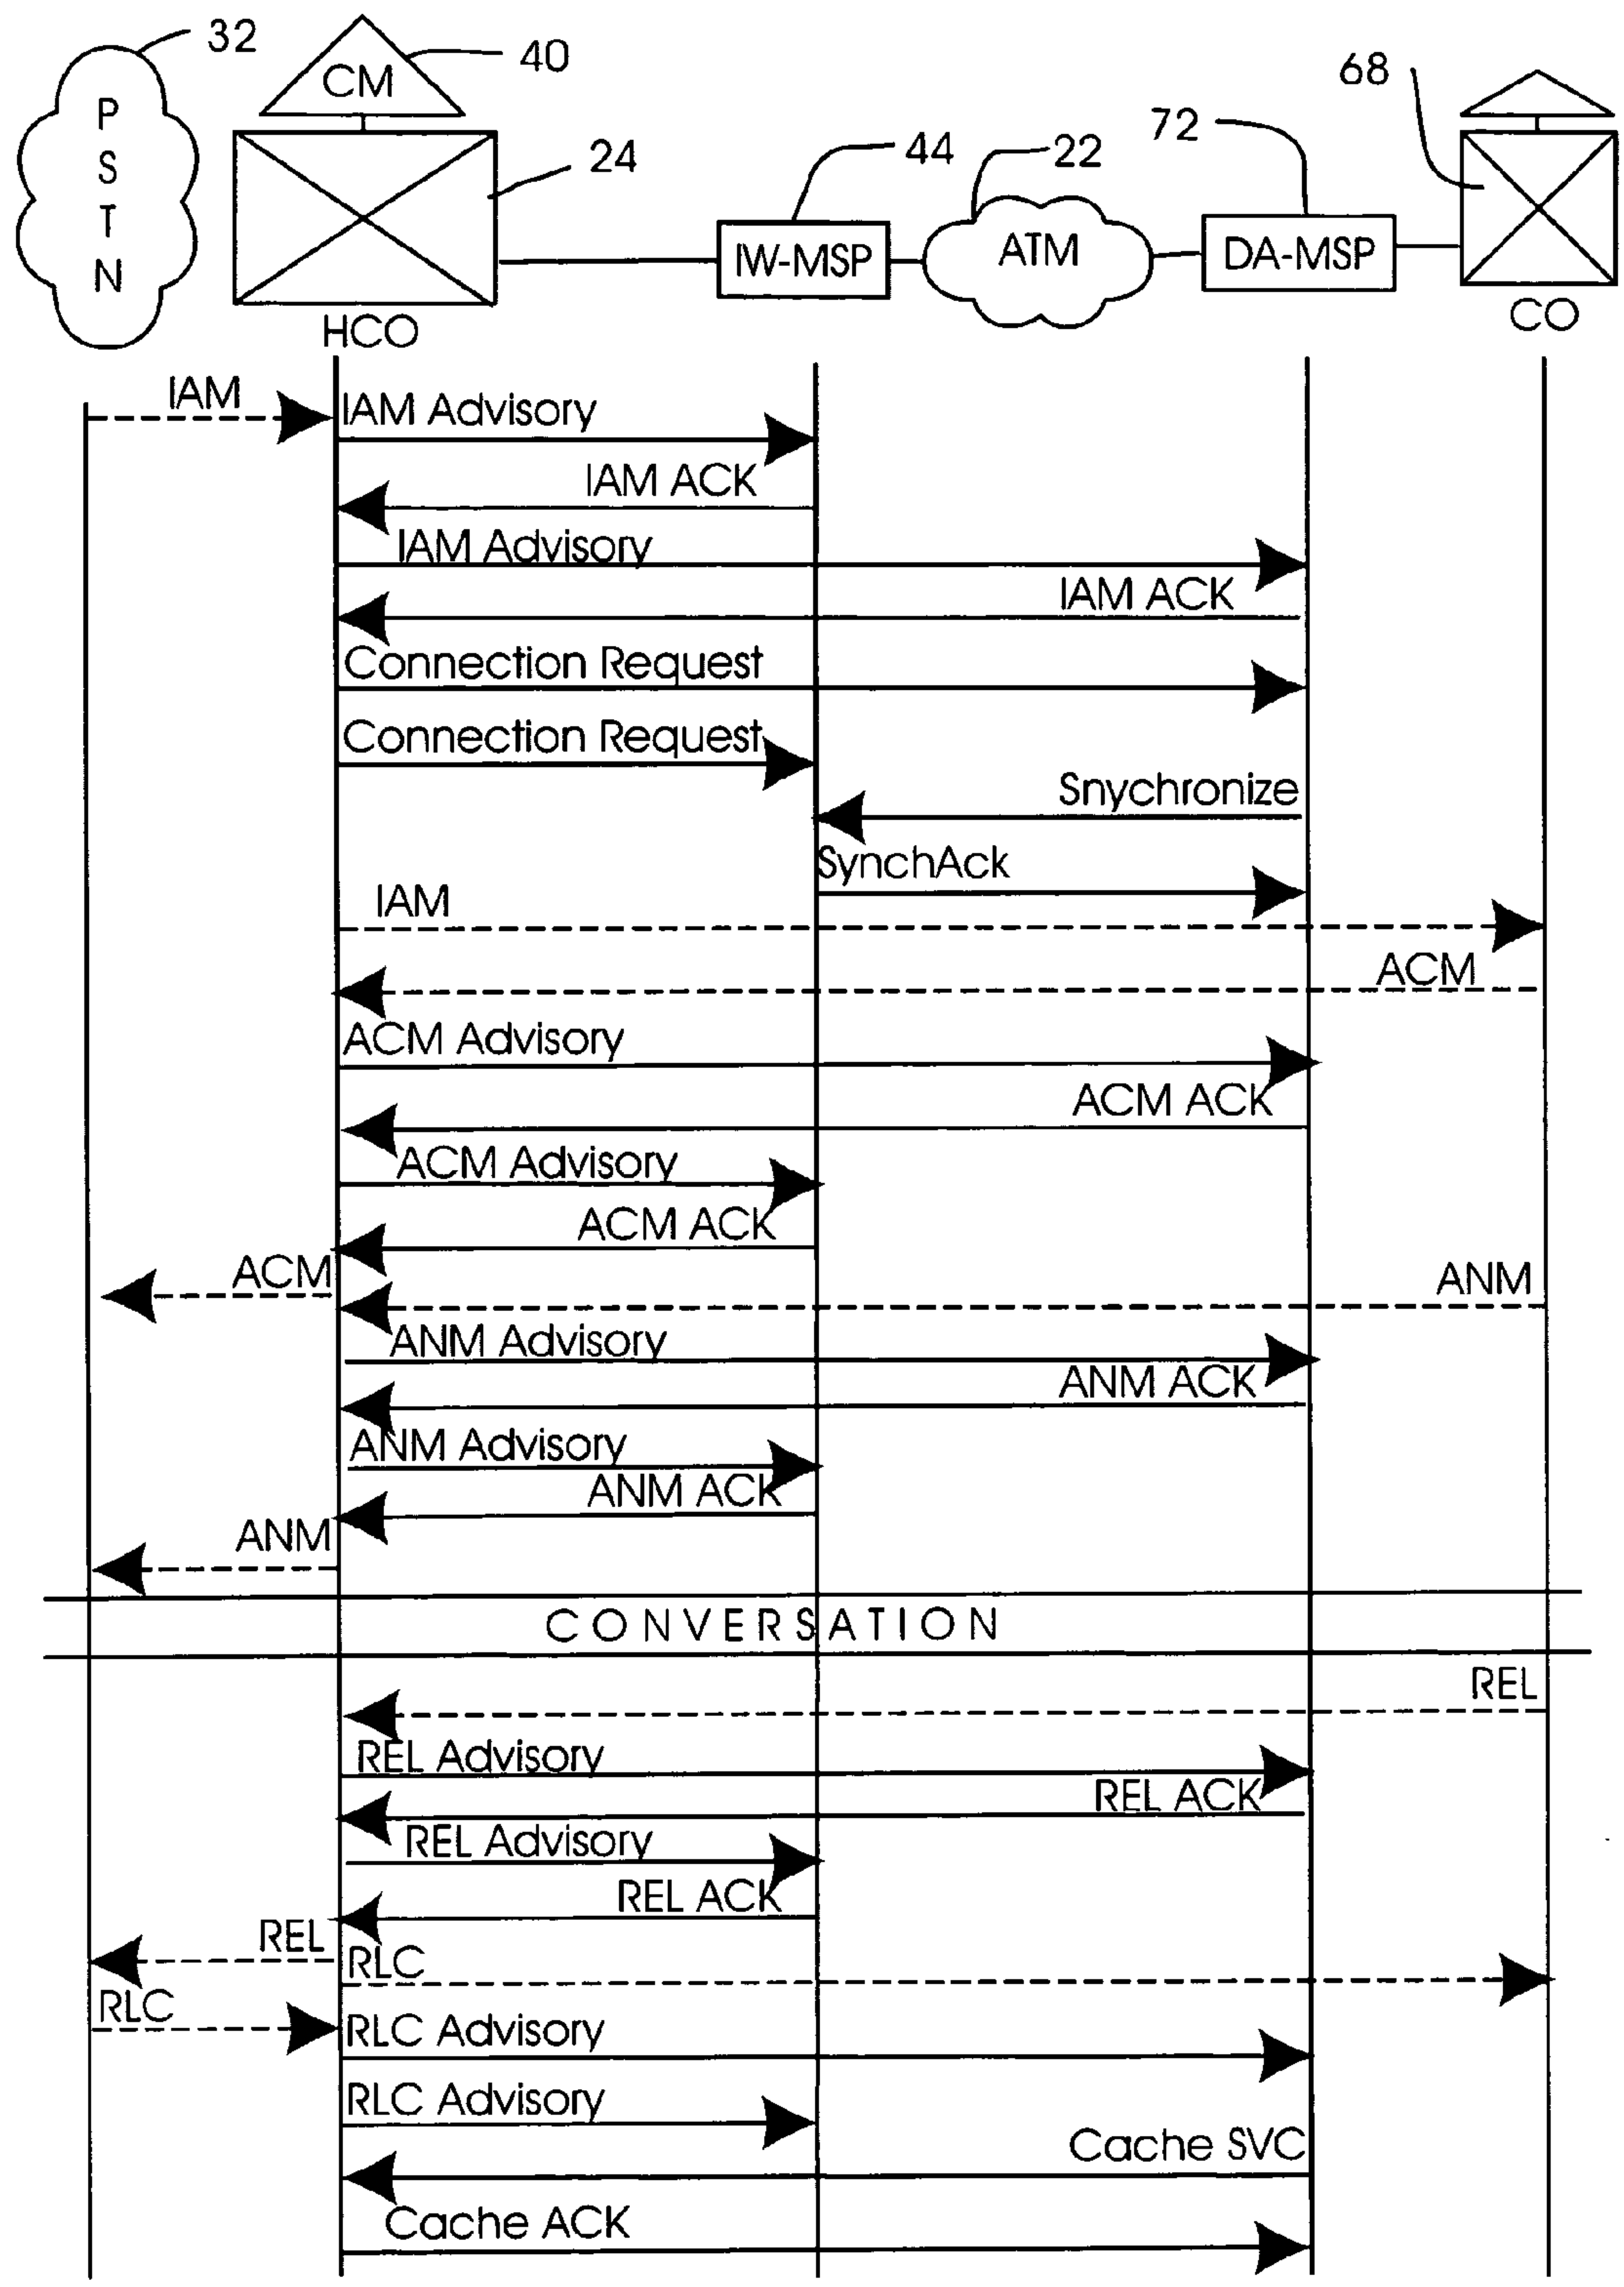 32
CM
40
68
P
S
T
N
24
44
22
72
IW-MSP
ATM
DA-MSP
HCO
CO
IAM
IAM Advisory
IAM ACK
IAM Advisory
IAM ACK
Connection Request
Connection Request
Snychronize
SynchAck
IAM
ACM
ACM Advisory
ACM ACK
ACM Advisory
ACM ACK
ACM
ANM
ANM Advisory
ANM ACK
ANM Advisory
ANM ACK
ANM
CONVERSATION
REL
REL Advisory
REL ACK
REL Advisory
REL ACK
REL
RLC
RLC
RLC Advisory
RLC Advisory
Cache SVC
Cache ACK